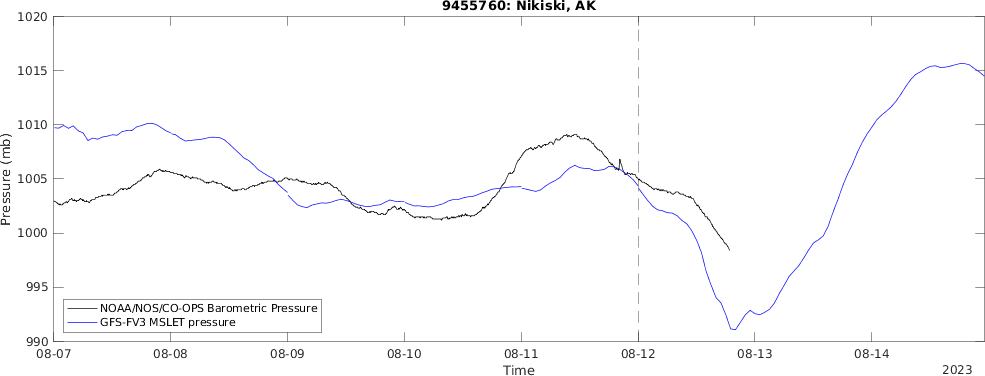 9455760: Nikiski, AK
1020
1015
1010
1005
1000
995
990
Pressure (mb)
NOAA/NOS/CO-OPS Barometric Pressure
GFS-FV3 MSLET pressure
08-07 08-08 08-09 08-10 08-11 08-12 08-13 08-14
Time
2023